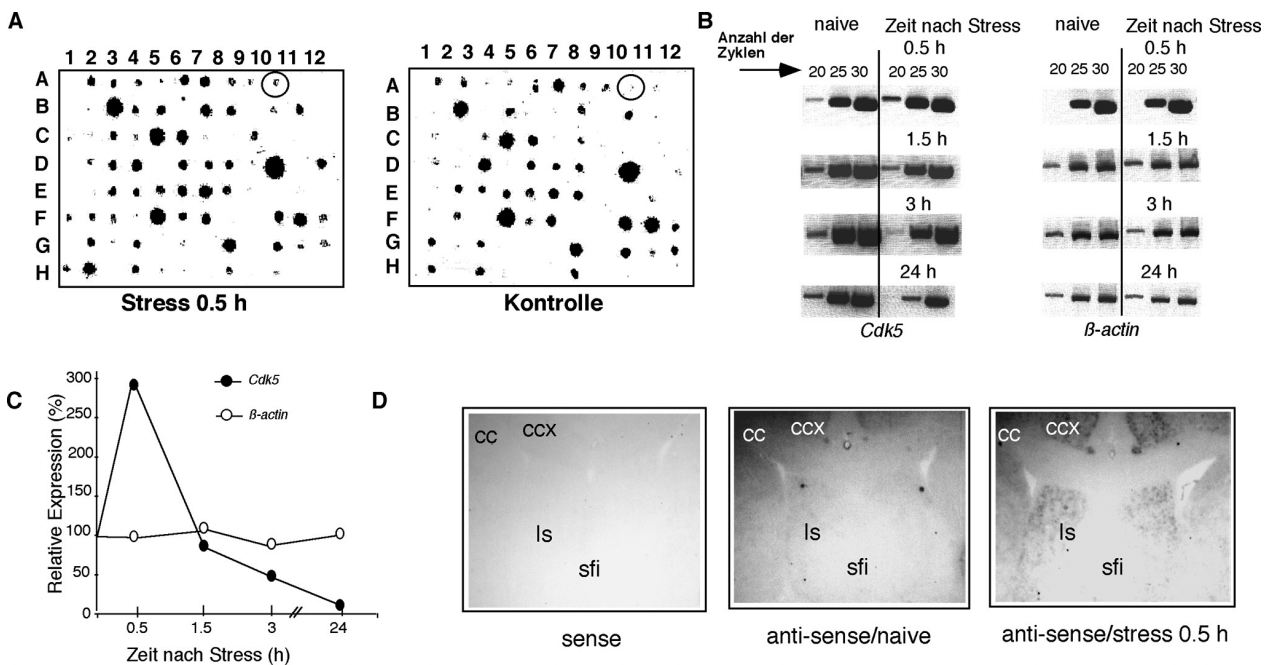 A
1 2 3 4 5 6 7 8 9 10 11 12
A
B
C
D
E
F
G
H
Stress 0.5 h
1 2 3 4 5 6 7 8 9 10 11 12
A
B
C
D
E
F
G
H
Kontrolle
B
Anzahl der
Zyklen
naive Zeit nach Stress
0.5 h
20 25 30 20 25 30
1.5 h
3 h
24 h
Cdk5
naive Zeit nach Stress
0.5 h
20 25 30 20 25 30
1.5 h
3 h
24 h
ß-actin
C
Relative Expression (%)
300
250
200
150
100
50
0
Cdk5
ß-actin
0.5 1.5 3 24
Zeit nach Stress (h)
D
CC CCX
ls
sfi
sense
CC CCX
ls
sfi
anti-sense/naive
CC CCX
ls
sfi
anti-sense/stress 0.5 h